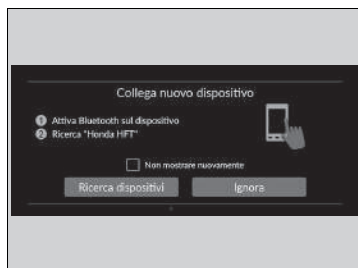 Collega nuovo dispositivo
1 Attiva Bluetooth sul dispositivo
2 Ricerca "Honda HFT"
Non mostrare nuovamente
Ricerca dispositivi
Ignora